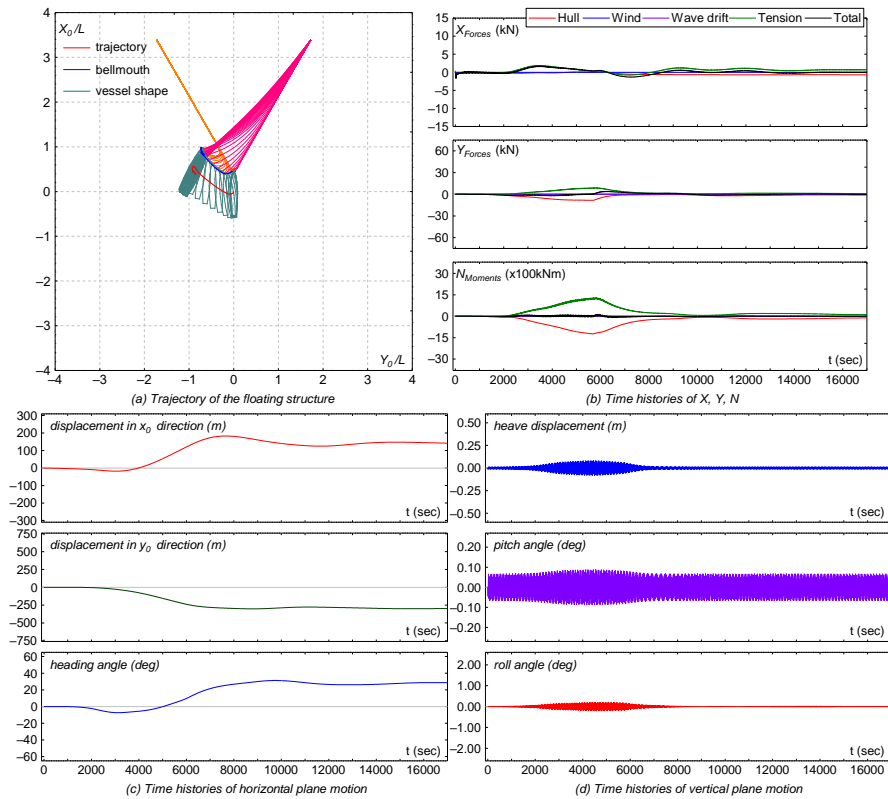 Hull Wind Wave drift Tension Total
X0/L
trajectory
bellmouth
vessel shape
4
3
2
1
0
−1
−2
−3
−4
Y0/L
−4 −3 −2 −1 0 1 2 3 4
(a) Trajectory of the floating structure
XForces (kN)
15
10
5
0
−5
−10
−15
YForces (kN)
60
30
0
−30
−60
NMoments (x100kNm)
30
15
0
−15
−30
t (sec)
0 2000 4000 6000 8000 10000 12000 14000 16000
(b) Time histories of X, Y, N
displacement in x0 direction (m)
300
200
100
0
−100
−200
−300
t (sec)
displacement in y0 direction (m)
750
500
250
0
−250
−500
−750
t (sec)
heading angle (deg)
60
40
20
0
−20
−40
−60
t (sec)
0 2000 4000 6000 8000 10000 12000 14000 16000
(c) Time histories of horizontal plane motion
heave displacement (m)
0.50
0.25
0.00
−0.25
−0.50
t (sec)
pitch angle (deg)
0.20
0.10
0.00
−0.10
−0.20
t (sec)
roll angle (deg)
2.00
1.00
0.00
−1.00
−2.00
t (sec)
0 2000 4000 6000 8000 10000 12000 14000 16000
(d) Time histories of vertical plane motion